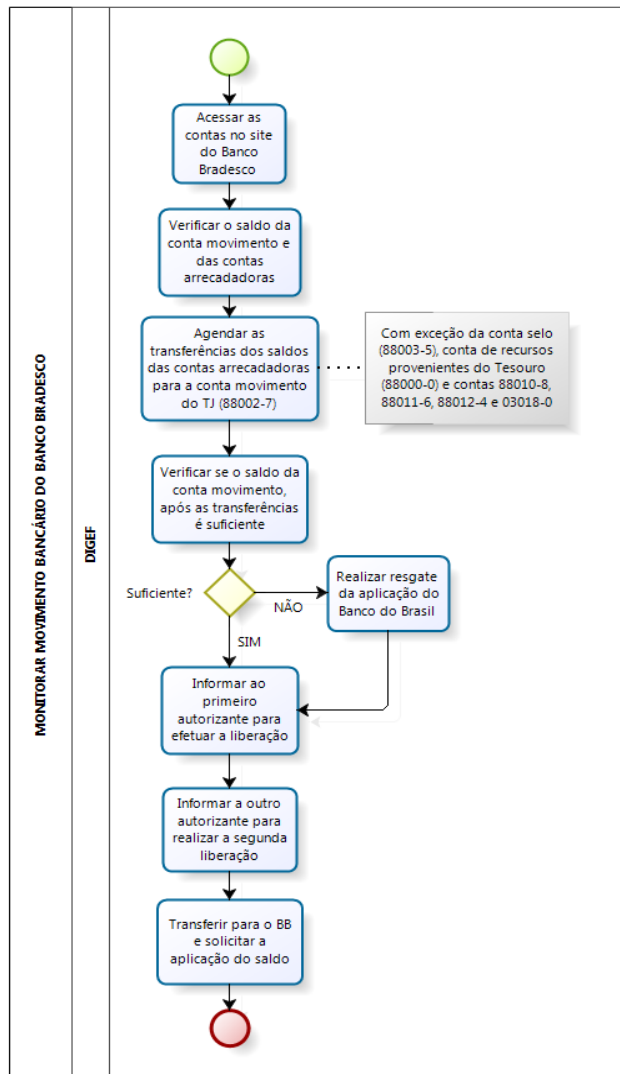 MONITORAR MOVIMENTO BANCÁRIO DO BANCO BRADESCO
DIGEF
Acessar as
contas no site
do Banco
Bradesco
Verificar o saldo da
conta movimento e
das contas
arrecadadoras
Agendar as
transferências dos saldos
das contas arrecadadoras
para a conta movimento
do TJ (88002-7)
Com exceção da conta selo
(88003-5), conta de recursos
provenientes do Tesouro
(88000-0) e contas 88010-8,
88011-6, 88012-4 e 03018-0
Verificar se o saldo da
conta movimento,
após as transferências
é suficiente
Suficiente?
NÃO
Realizar resgate
da aplicação do
Banco do Brasil
SIM
Informar ao
primeiro
autorizante para
efetuar a liberação
Informar a outro
autorizante para
realizar a segunda
liberação
Transferir para o BB
e solicitar a
aplicação do saldo